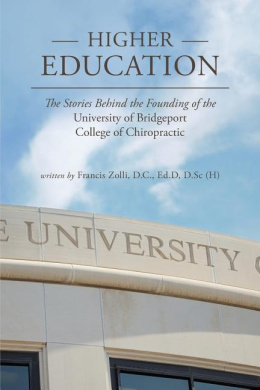 — HIGHER —
EDUCATION
The Stories Behind the Founding of the
University of Bridgeport
College of Chiropractic
written by Francis Zolli, D.C., Ed.D, D.Sc (H)
E UNIVERSITY